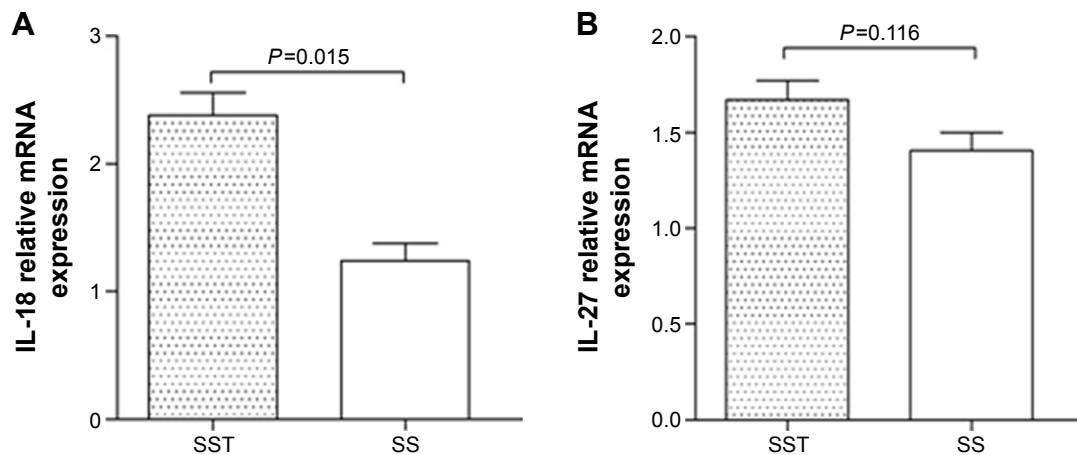 A
IL-18 relative mRNA
expression
3
2
1
0
P=0.015
SST
SS
B
IL-27 relative mRNA
expression
2.0
1.5
1.0
0.5
0.0
P=0.116
SST
SS